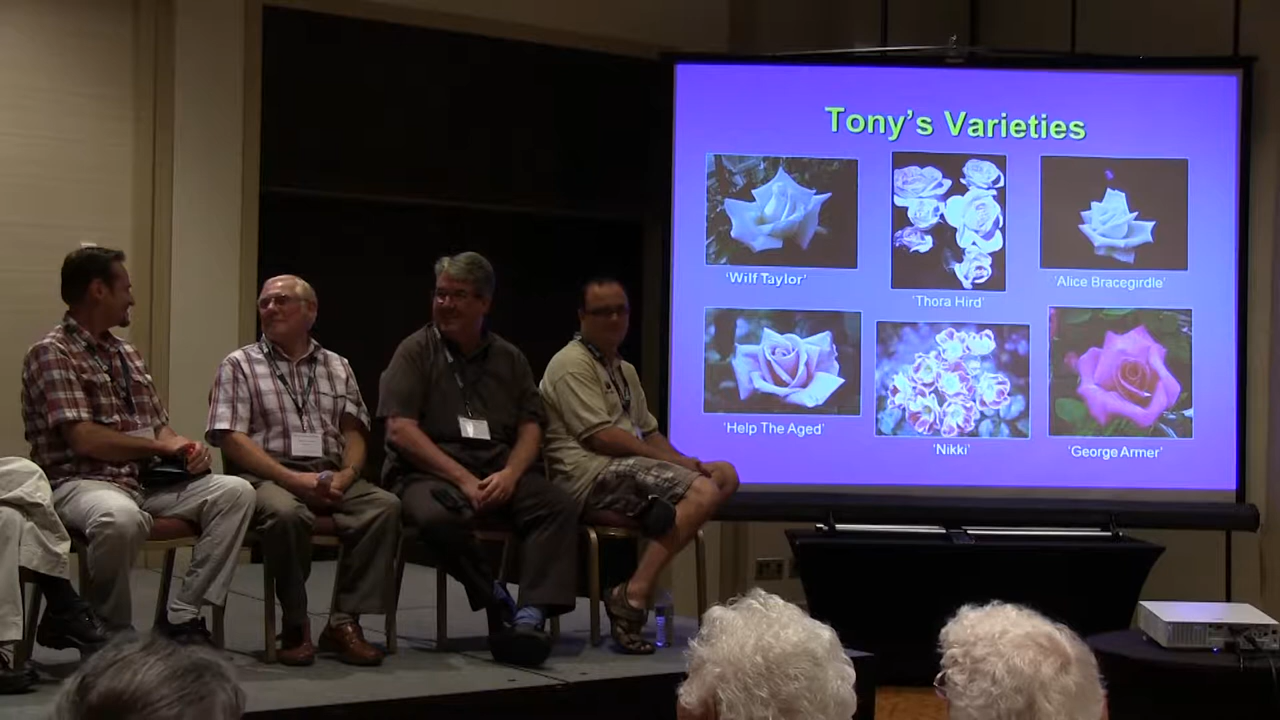 Tony's Varieties
'Wilf Taylor'
'Thora Hird'
'Alice Bracegirdle'
'Help The Aged'
'Nikki'
'George Armer'